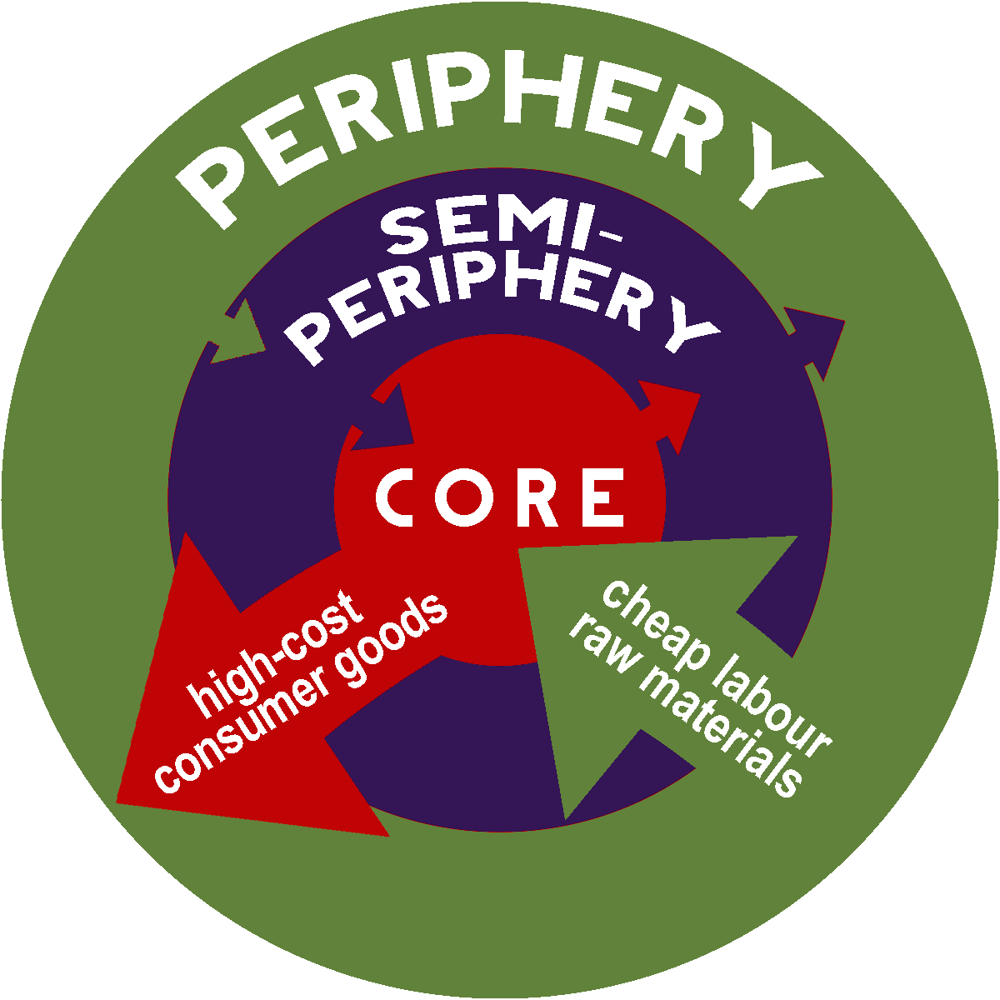 PERIPHERY
SEMI-
PERIPHERY
CORE
high-cost
consumer goods
cheap labour
raw materials